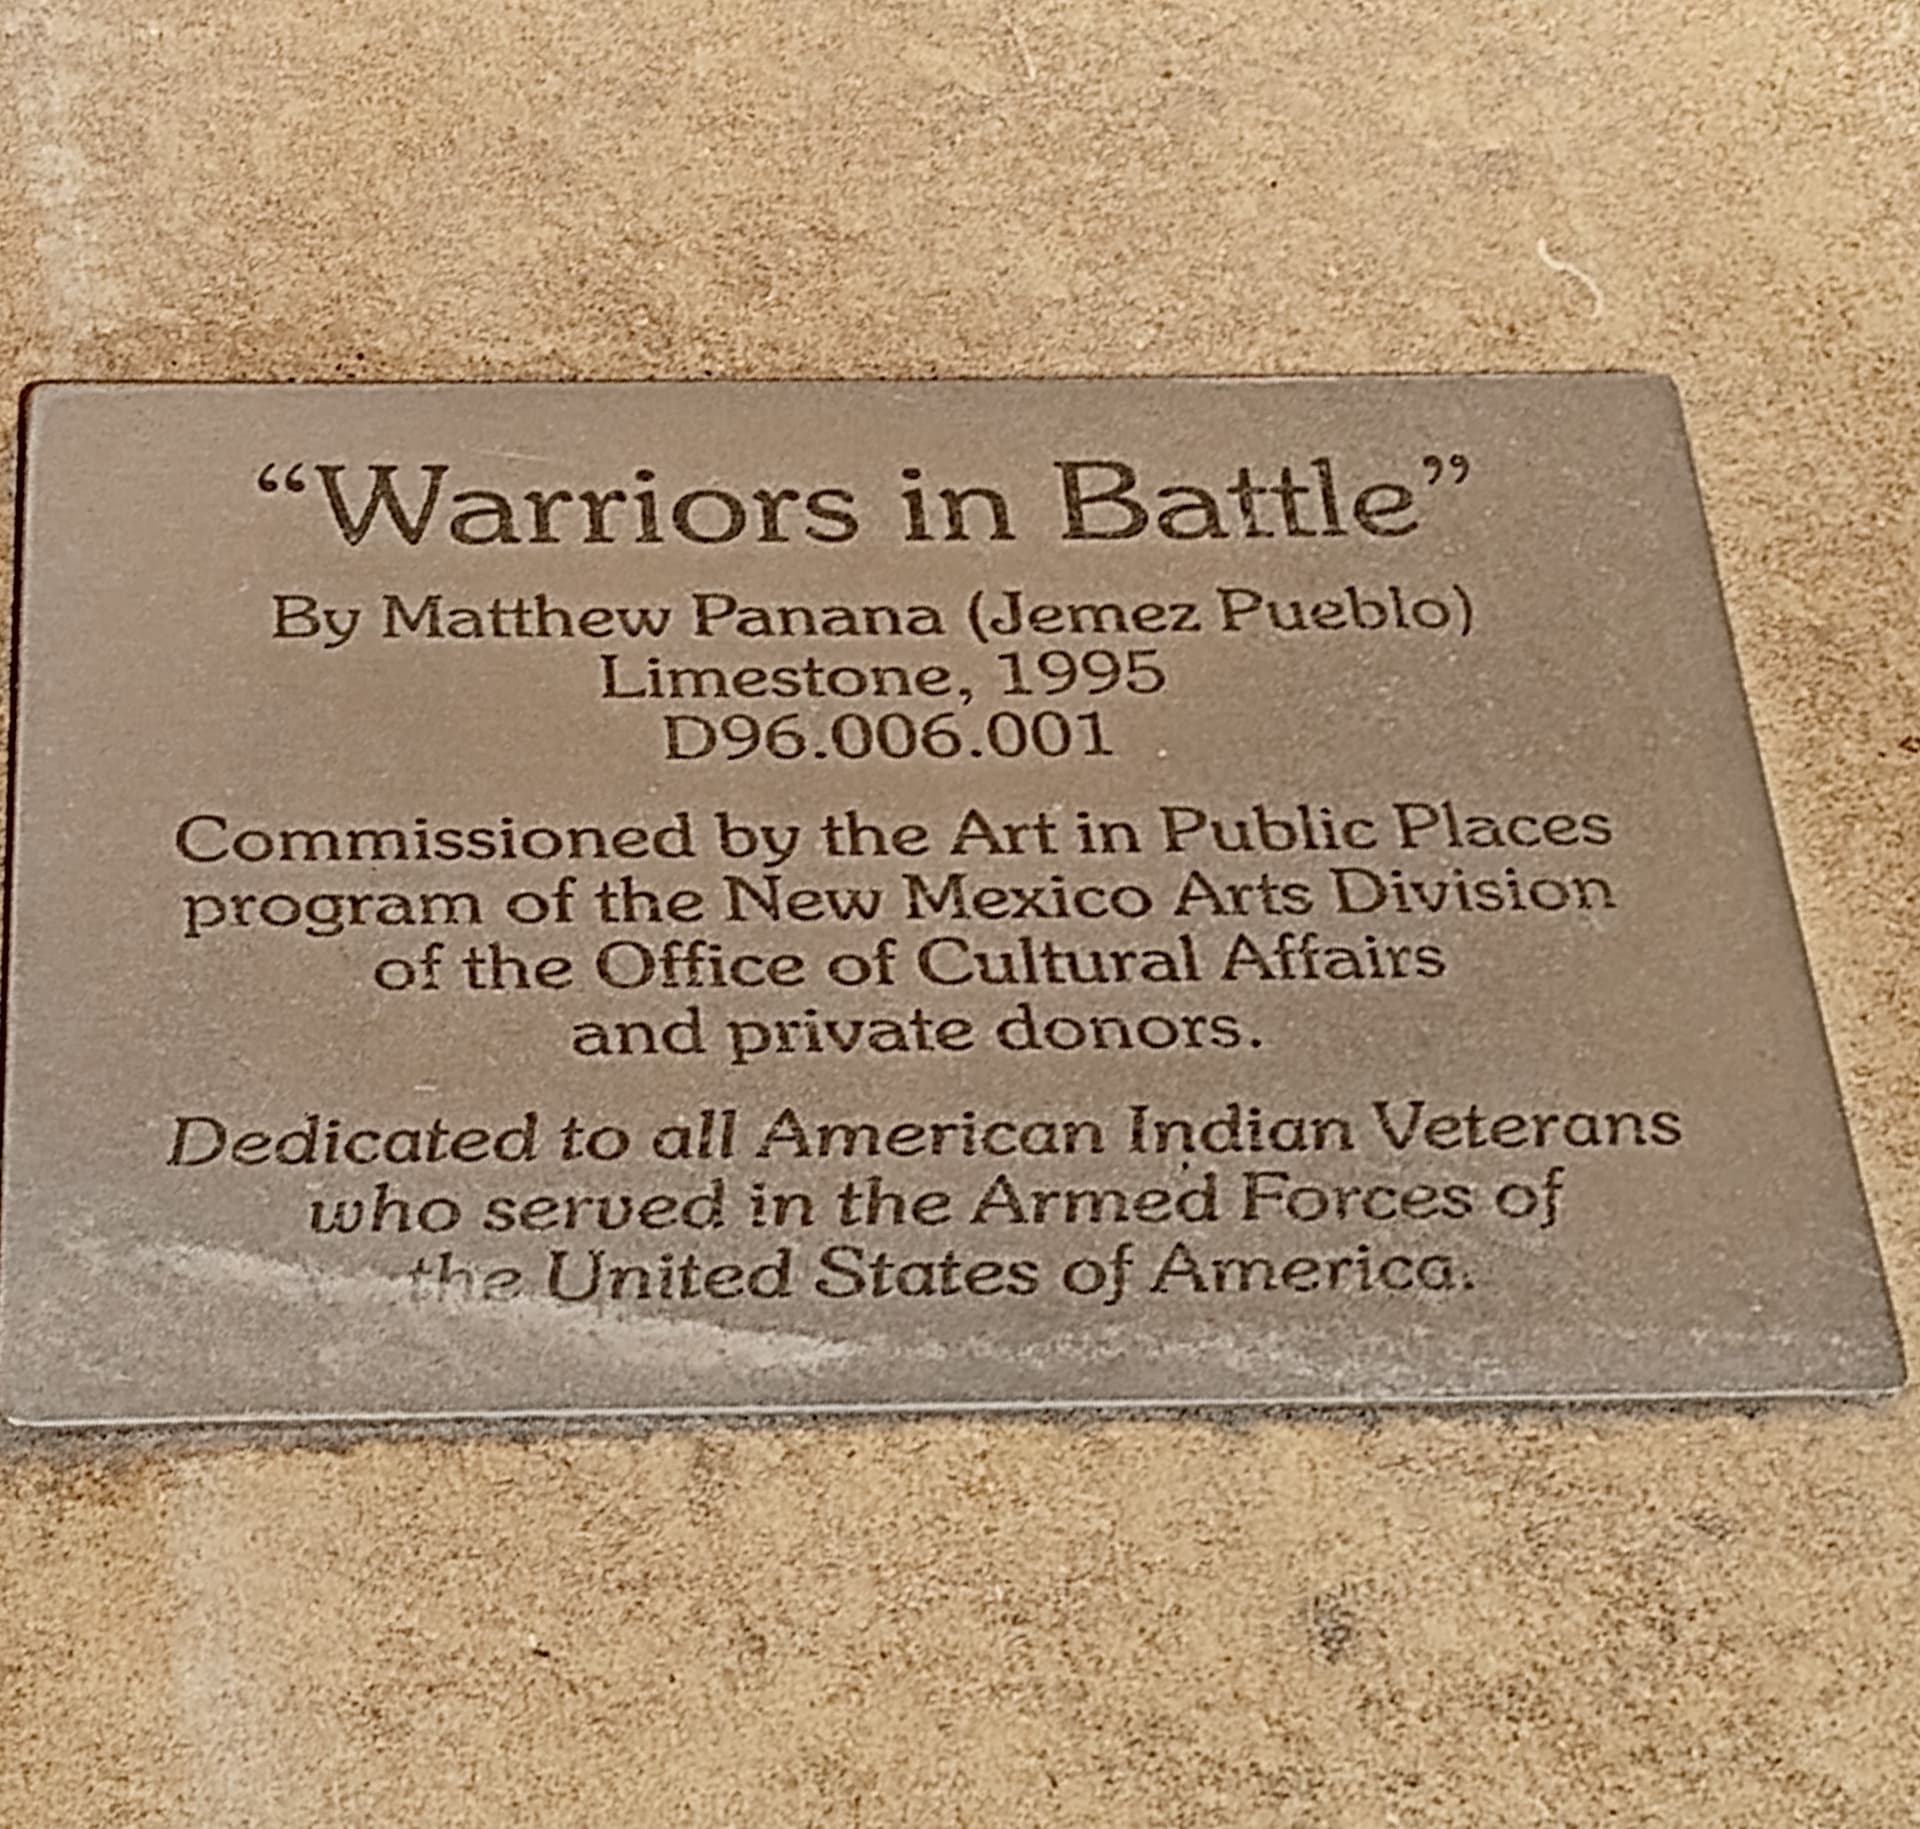 “Warriors in Battle”
By Matthew Panana (Jemez Pueblo)
Limestone, 1995
D96.006.001
Commissioned by the Art in Public Places
program of the New Mexico Arts Division
of the Office of Cultural Affairs
and private donors.
Dedicated to all American Indian Veterans
who served in the Armed Forces of
the United States of America.